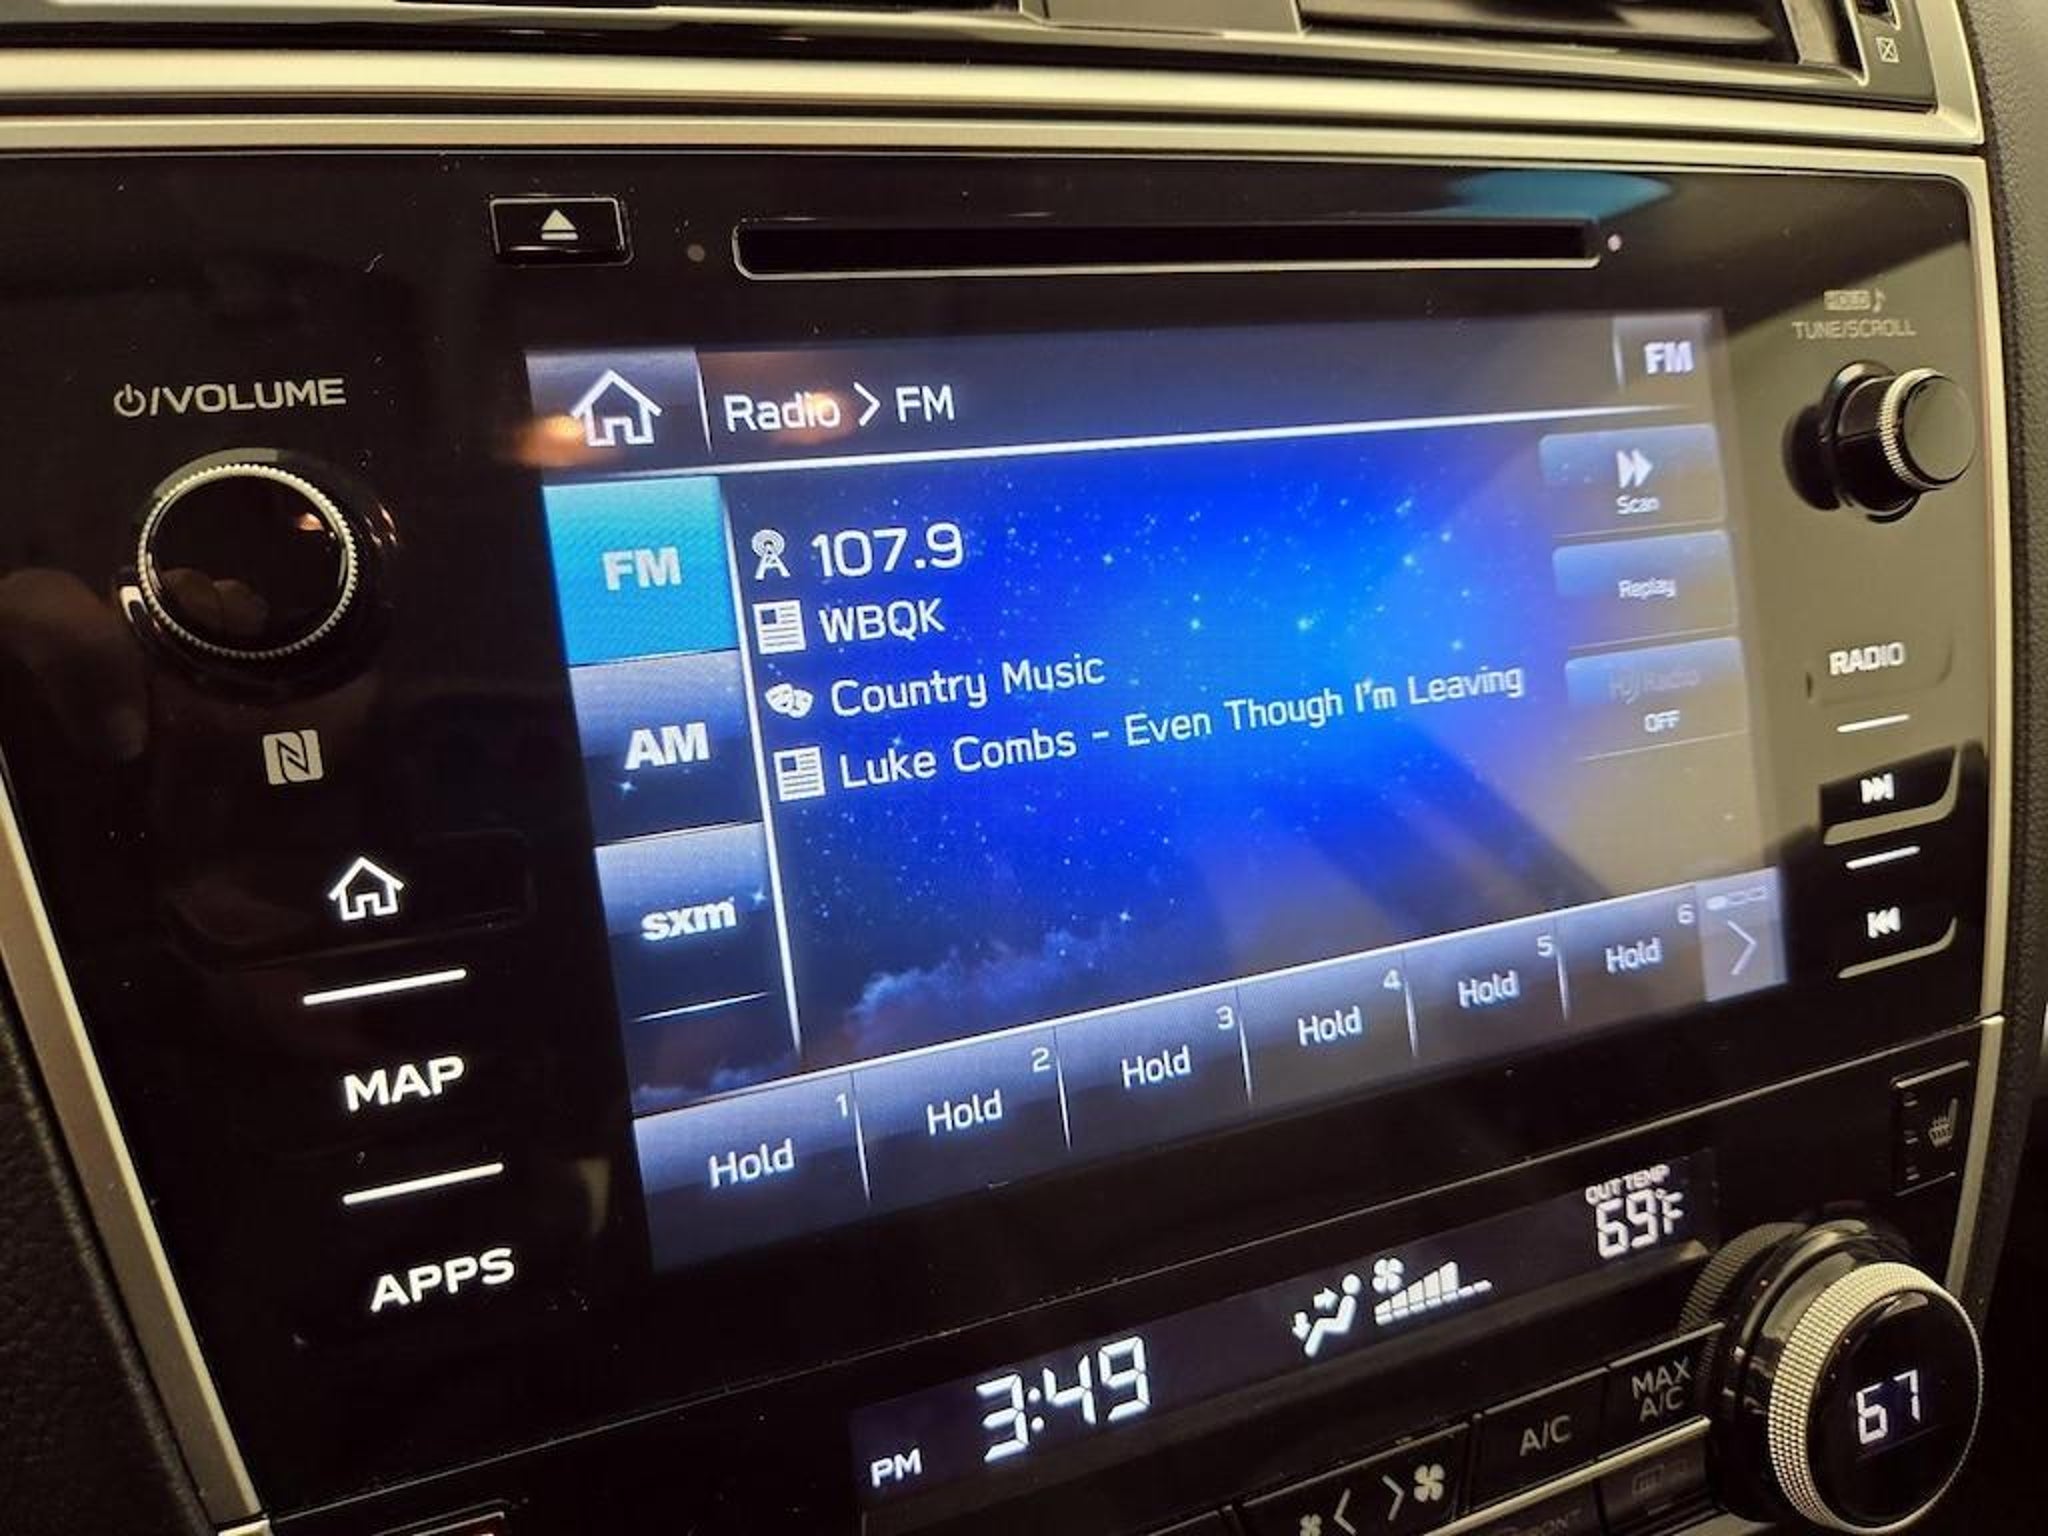 TUNE/SCROLL
⏻/VOLUME
Radio > FM
FM
FM
AM
sxm
107.9
WBQK
Country Music
Luke Combs - Even Though I'm Leaving
Scan
Replay
HD Radio
OFF
RADIO
MAP
APPS
1
Hold
2
Hold
3
Hold
4
Hold
5
Hold
6
Hold
OUT TEMP
69°F
PM 3:49
MAX
A/C
A/C
67